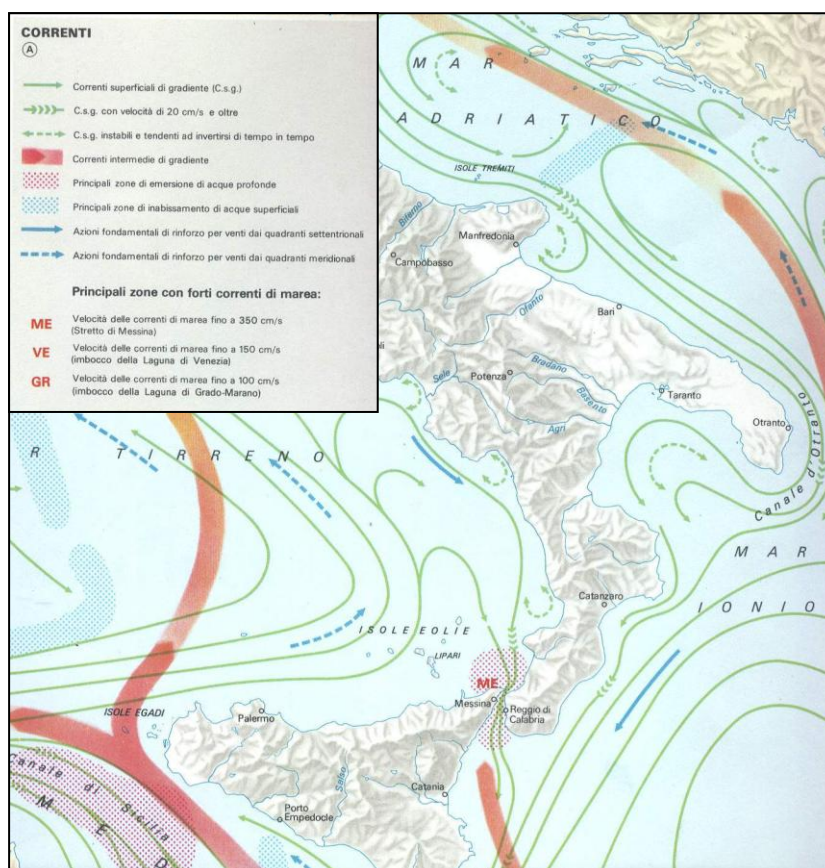 CORRENTI
A
Correnti superficiali di gradiente (C.s.g.)
C.s.g. con velocità di 20 cm/s e oltre
C.s.g. instabili e tendenti ad invertirsi di tempo in tempo
Correnti intermedie di gradiente
Principali zone di emersione di acque profonde
Principali zone di inabissamento di acque superficiali
Azioni fondamentali di rinforzo per venti dai quadranti settentrionali
Azioni fondamentali di rinforzo per venti dai quadranti meridionali
Principali zone con forti correnti di marea:
ME Velocità delle correnti di marea fino a 350 cm/s
(Stretto di Messina)
VE Velocità delle correnti di marea fino a 150 cm/s
(imbocco della Laguna di Venezia)
GR Velocità delle correnti di marea fino a 100 cm/s
(imbocco della Laguna di Grado-Marano)
MAR
ADRIATICO
ISOLE TREMITI
Biferno
Manfredonia
Campobasso
Ofanto
Bari
li
Sele
Potenza
Bradano
Basento
Taranto
Agri
Otranto
Canale d'Otranto
R TIRRENO
MAR
IONIO
Catanzaro
ISOLE EOLIE
LIPARI
ME
Messina
Reggio di
Calabria
ISOLE EGADI
Palermo
Canale di Sicilia
MED
Salso
Catania
Porto
Empedocle